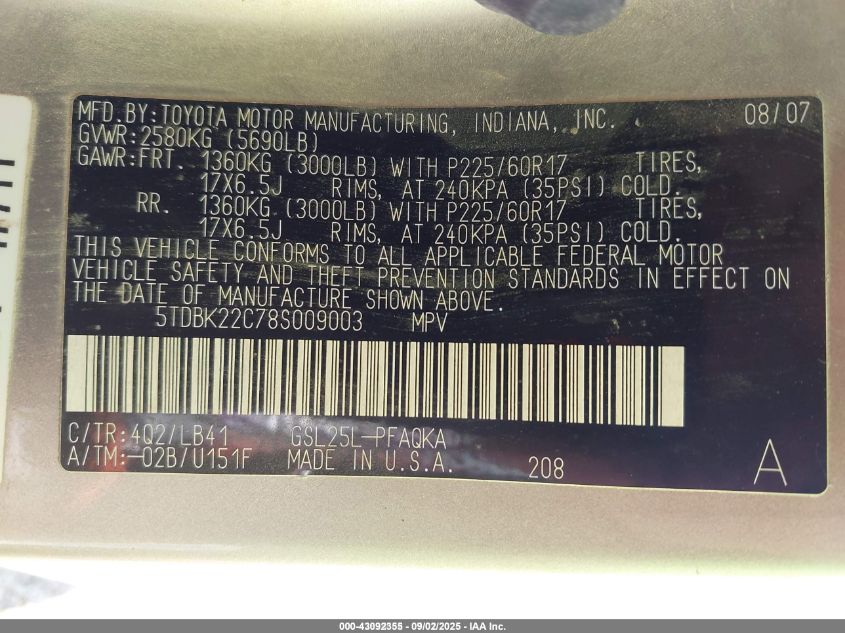 MFD.BY:TOYOTA MOTOR MANUFACTURING, INDIANA, INC. 08/07
GVWR:2580KG (5690LB)
GAWR:FRT. 1360KG (3000LB) WITH P225/60R17 TIRES,
17X6.5J RIMS, AT 240KPA (35PSI) COLD.
RR. 1360KG (3000LB) WITH P225/60R17 TIRES,
17X6.5J RIMS, AT 240KPA (35PSI) COLD.
THIS VEHICLE CONFORMS TO ALL APPLICABLE FEDERAL MOTOR
VEHICLE SAFETY AND THEFT PREVENTION STANDARDS IN EFFECT ON
THE DATE OF MANUFACTURE SHOWN ABOVE.
5TDBK22C78S009003 MPV
C/TR:4Q2/LB41 GSL25L-PFAQKA
A/TM:-02B/U151F MADE IN U.S.A. 208 A
000-43092355 - 09/02/2025 - IAA Inc.